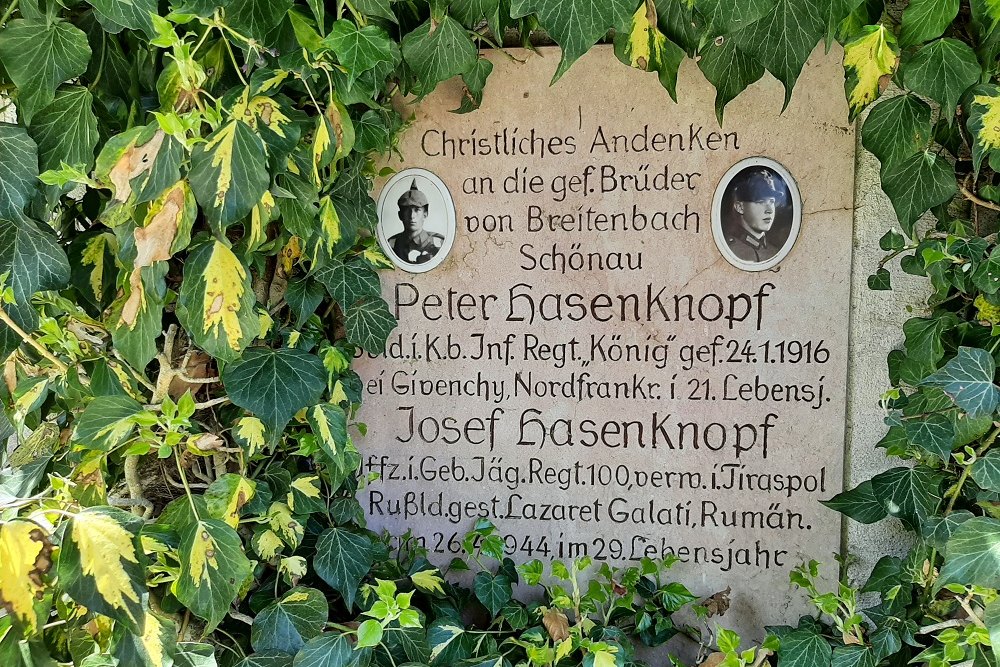 Christliches Andenken
an die gef. Brüder
von Breitenbach
Schönau
Peter Hasenknopf
Sold. i. K.b. Inf. Regt. „König" gef. 24.1.1916
bei Givenchy, Nordfrankr. i 21. Lebensj.
Josef Hasenknopf
Uffz. i. Geb. Jäg. Regt. 100, verw. i. Tiraspol
Rußld. gest. Lazaret Galati, Rumän.
1944 im 29. Lebensjahr